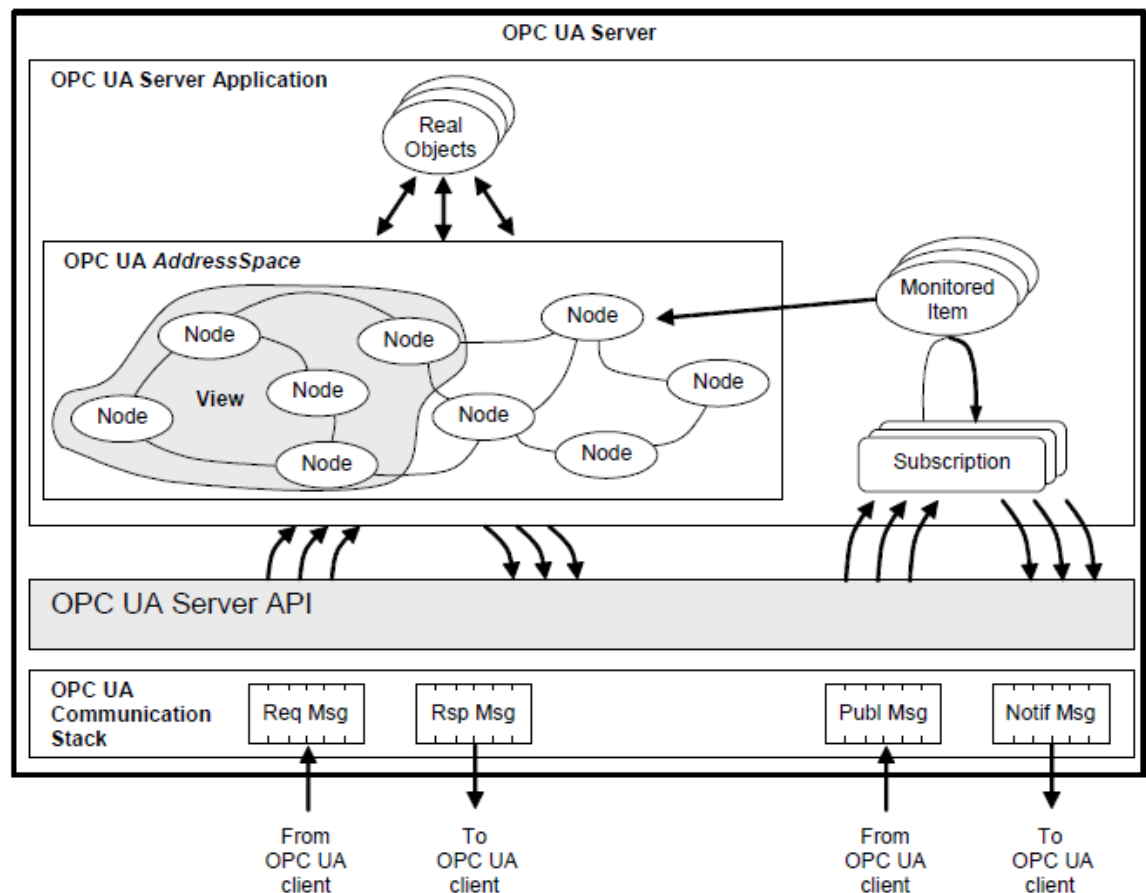 OPC UA Server
OPC UA Server Application
Real
Objects
OPC UA AddressSpace
Monitored
Item
Node
Node
Node
Node
Node
View
Node
Node
Node
Node
Subscription
OPC UA Server API
OPC UA
Communication
Stack
Req Msg
Rsp Msg
Publ Msg
Notif Msg
From
OPC UA
client
To
OPC UA
client
From
OPC UA
client
To
OPC UA
client